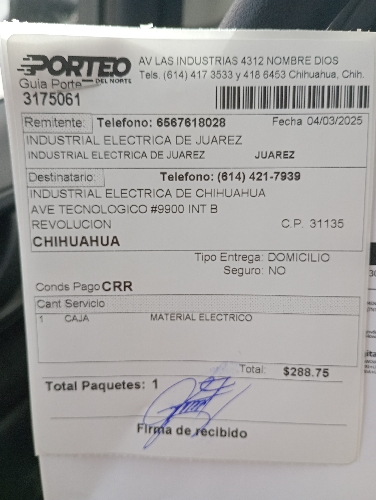 PORTEO
DEL NORTE
AV LAS INDUSTRIAS 4312 NOMBRE DIOS
Tels. (614) 417 3533 y 418 6453 Chihuahua, Chih.
Guia Porte
3175061
Remitente: Telefono: 6567618028 Fecha 04/03/2025
INDUSTRIAL ELECTRICA DE JUAREZ
INDUSTRIAL ELECTRICA DE JUAREZ JUAREZ
Destinatario: Telefono: (614) 421-7939
INDUSTRIAL ELECTRICA DE CHIHUAHUA
AVE TECNOLOGICO #9900 INT B
REVOLUCION C.P. 31135
CHIHUAHUA
Tipo Entrega: DOMICILIO
Seguro: NO
Conds Pago CRR
Cant Servicio
1 CAJA MATERIAL ELECTRICO
Total: $288.75
Total Paquetes: 1
Firma de recibido